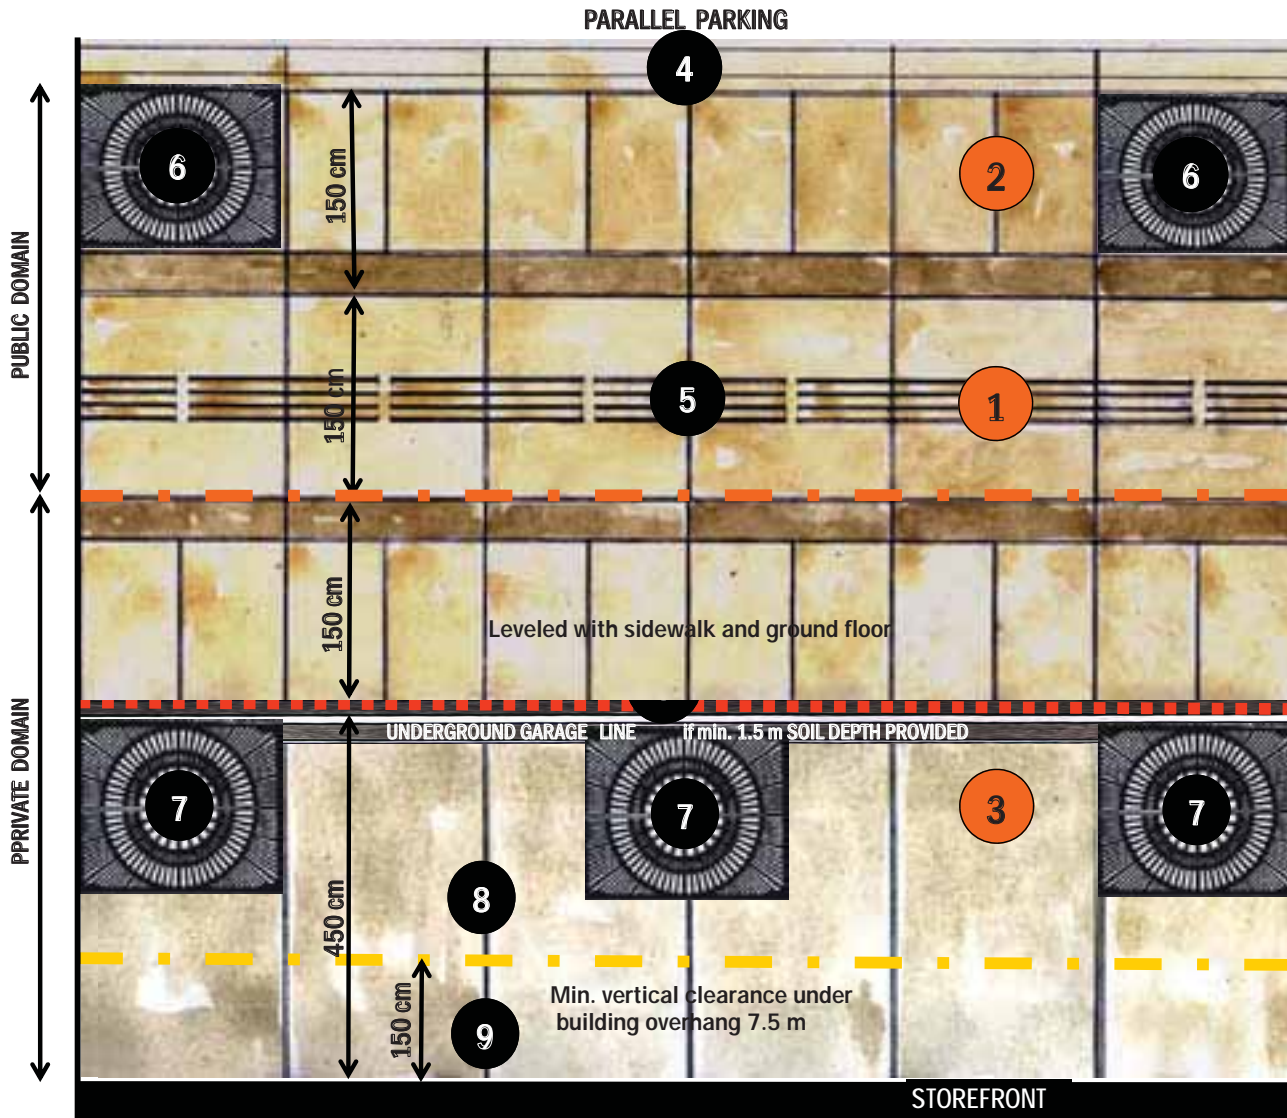 PARALLEL PARKING
4
6
2
6
150 cm
PUBLIC DOMAIN
150 cm
5
1
150 cm
Leveled with sidewalk and ground floor
PPRIVATE DOMAIN
UNDERGROUND GARAGE LINE if min. 1.5 m SOIL DEPTH PROVIDED
7
7
3
7
450 cm
8
150 cm
Min. vertical clearance under
building overhang 7.5 m
9
STOREFRONT